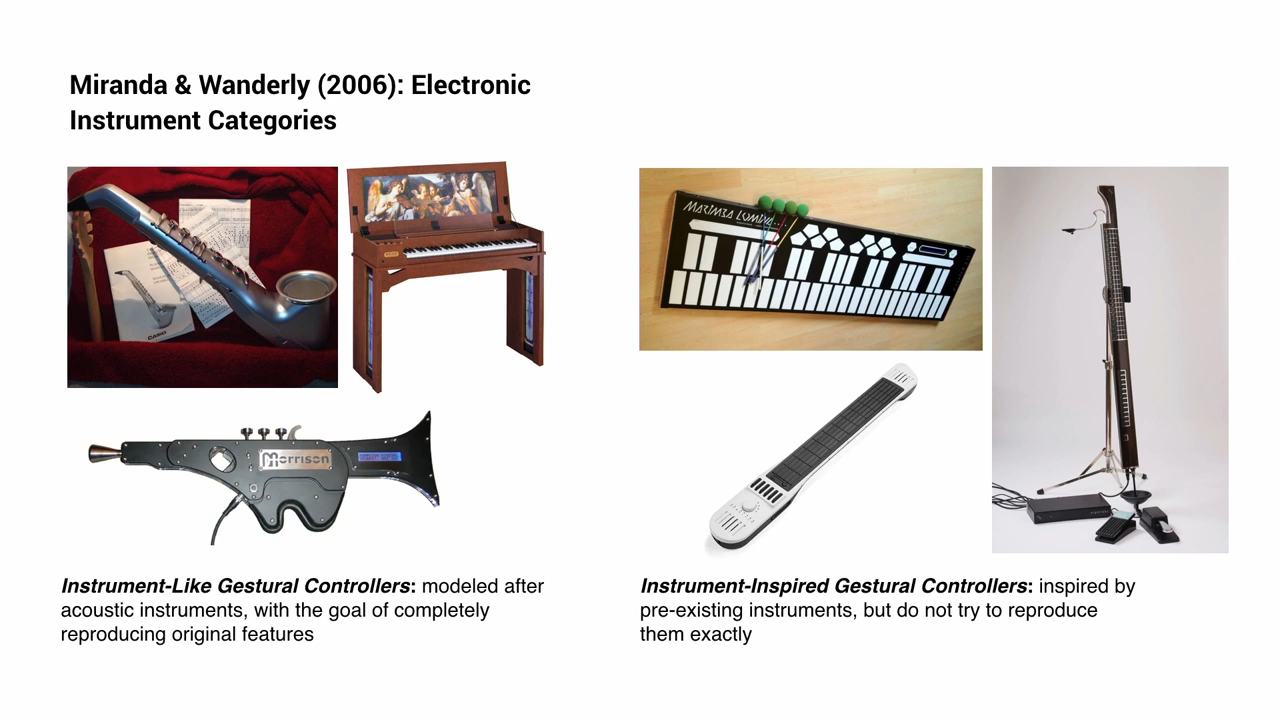 Miranda & Wanderly (2006): Electronic
Instrument Categories
MARIMBA LUMINA
CASIO
Morrison
Instrument-Like Gestural Controllers: modeled after
acoustic instruments, with the goal of completely
reproducing original features
Instrument-Inspired Gestural Controllers: inspired by
pre-existing instruments, but do not try to reproduce
them exactly